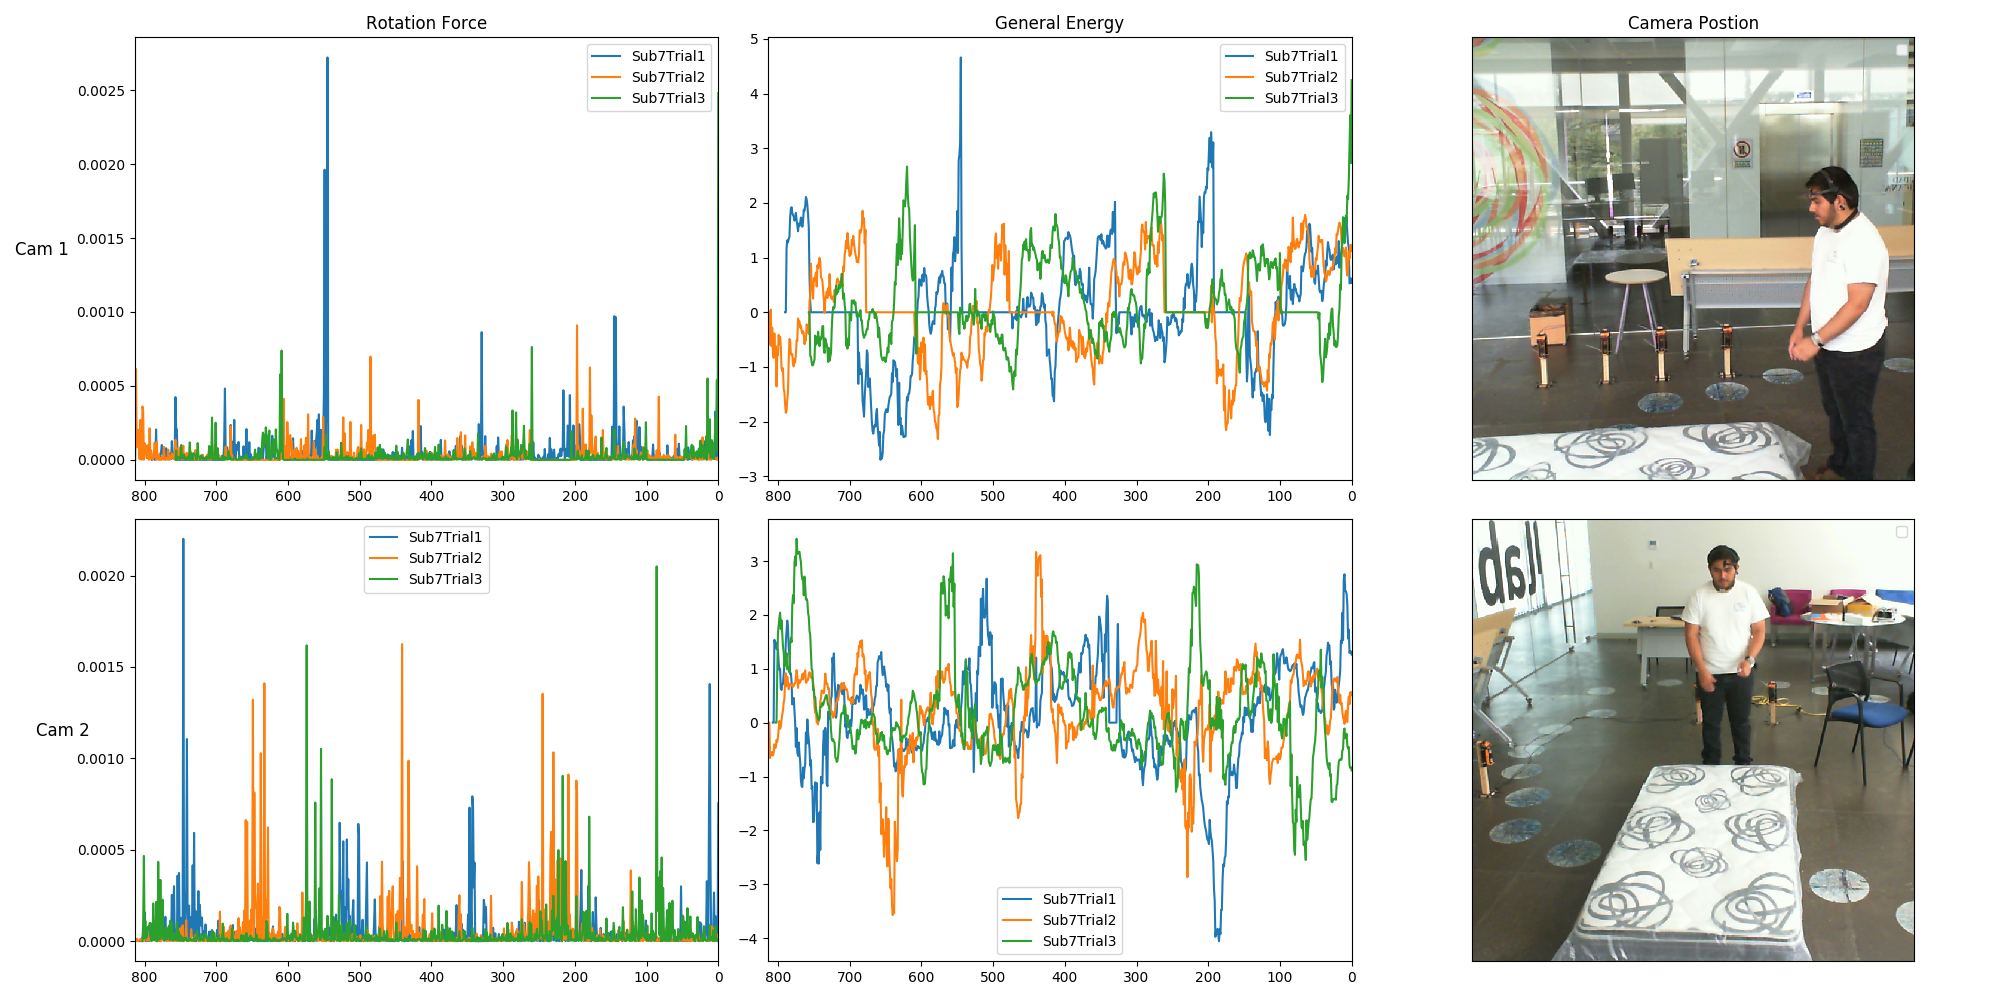 Rotation Force
General Energy
Camera Postion
Cam 1
0.0025
0.0020
0.0015
0.0010
0.0005
0.0000
800 700 600 500 400 300 200 100 0
Sub7Trial1
Sub7Trial2
Sub7Trial3
5
4
3
2
1
0
−1
−2
−3
800 700 600 500 400 300 200 100 0
Sub7Trial1
Sub7Trial2
Sub7Trial3
Cam 2
0.0020
0.0015
0.0010
0.0005
0.0000
800 700 600 500 400 300 200 100 0
Sub7Trial1
Sub7Trial2
Sub7Trial3
3
2
1
0
−1
−2
−3
−4
800 700 600 500 400 300 200 100 0
Sub7Trial1
Sub7Trial2
Sub7Trial3